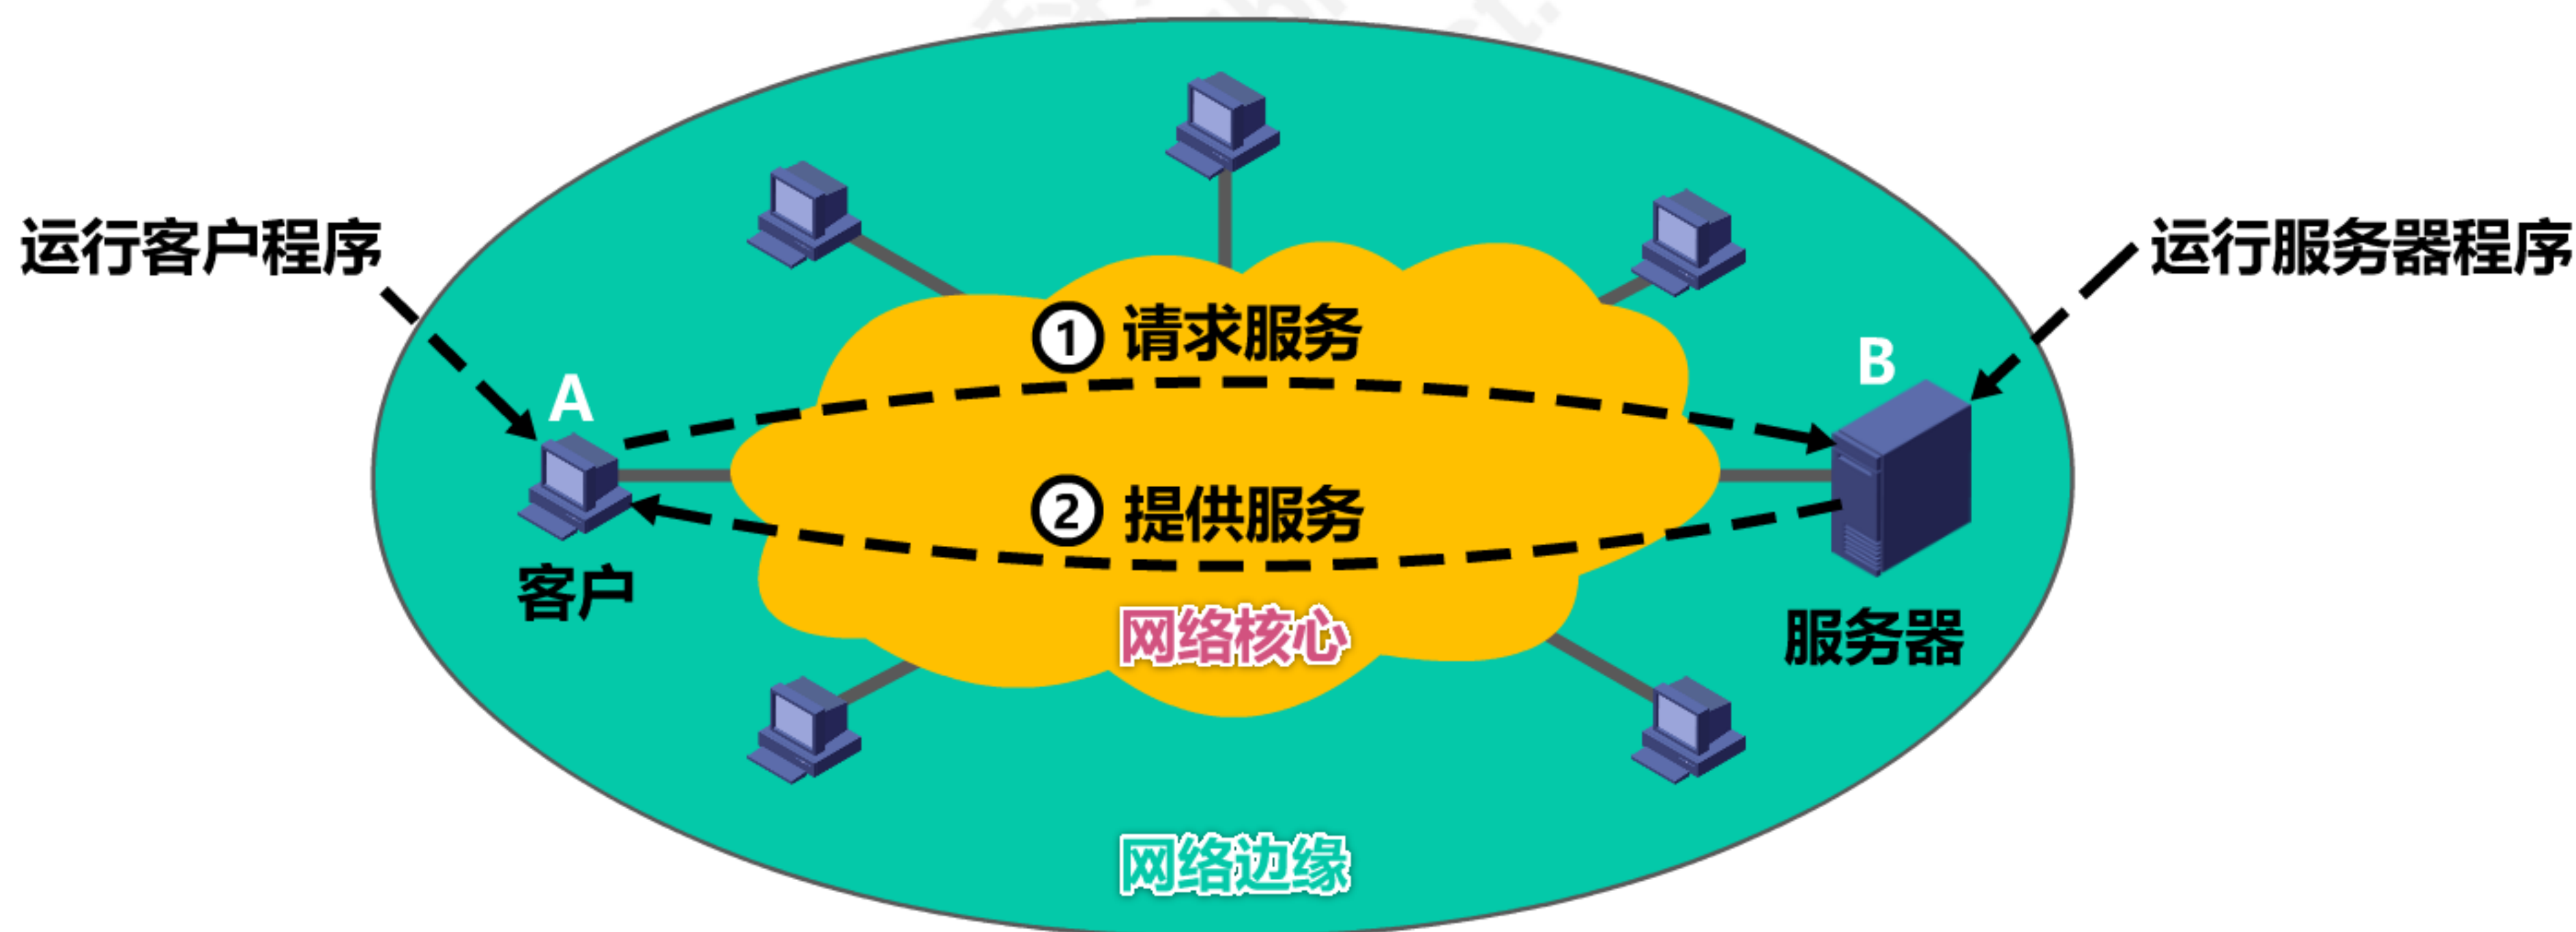 运行客户程序
运行服务器程序
① 请求服务
A
B
② 提供服务
客户
服务器
网络核心
网络边缘